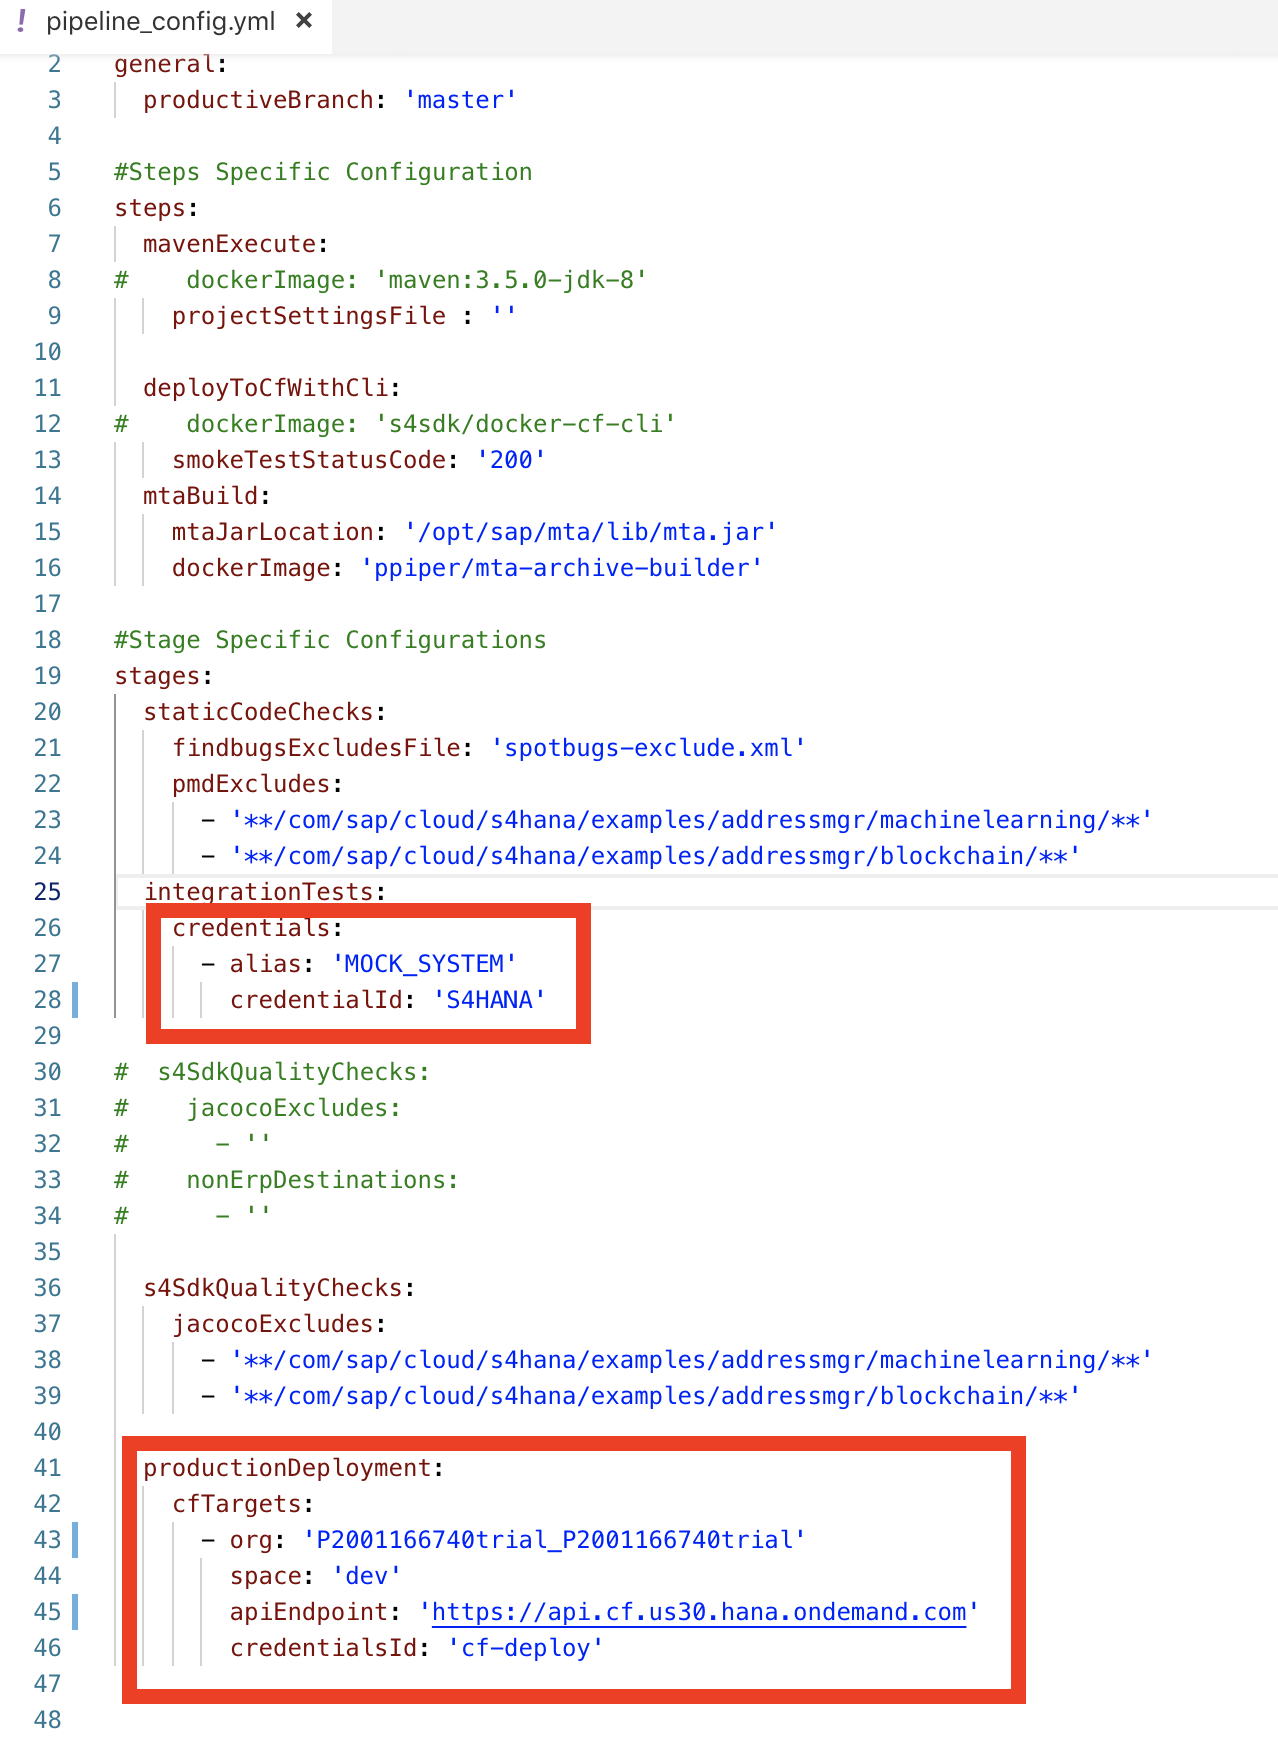 ! pipeline_config.yml ×
2 general:
3   productiveBranch: 'master'
4
5 #Steps Specific Configuration
6 steps:
7   mavenExecute:
8 #    dockerImage: 'maven:3.5.0-jdk-8'
9     projectSettingsFile : ''
10
11   deployToCfWithCli:
12 #    dockerImage: 's4sdk/docker-cf-cli'
13     smokeTestStatusCode: '200'
14   mtaBuild:
15     mtaJarLocation: '/opt/sap/mta/lib/mta.jar'
16     dockerImage: 'ppiper/mta-archive-builder'
17
18 #Stage Specific Configurations
19 stages:
20   staticCodeChecks:
21     findbugsExcludesFile: 'spotbugs-exclude.xml'
22     pmdExcludes:
23       - '**/com/sap/cloud/s4hana/examples/addressmgr/machinelearning/**'
24       - '**/com/sap/cloud/s4hana/examples/addressmgr/blockchain/**'
25   integrationTests:
26     credentials:
27       - alias: 'MOCK_SYSTEM'
28         credentialId: 'S4HANA'
29
30 #  s4SdkQualityChecks:
31 #    jacocoExcludes:
32 #      - ''
33 #    nonErpDestinations:
34 #      - ''
35
36   s4SdkQualityChecks:
37     jacocoExcludes:
38       - '**/com/sap/cloud/s4hana/examples/addressmgr/machinelearning/**'
39       - '**/com/sap/cloud/s4hana/examples/addressmgr/blockchain/**'
40
41   productionDeployment:
42     cfTargets:
43       - org: 'P2001166740trial_P2001166740trial'
44         space: 'dev'
45         apiEndpoint: 'https://api.cf.us30.hana.ondemand.com'
46         credentialsId: 'cf-deploy'
47
48